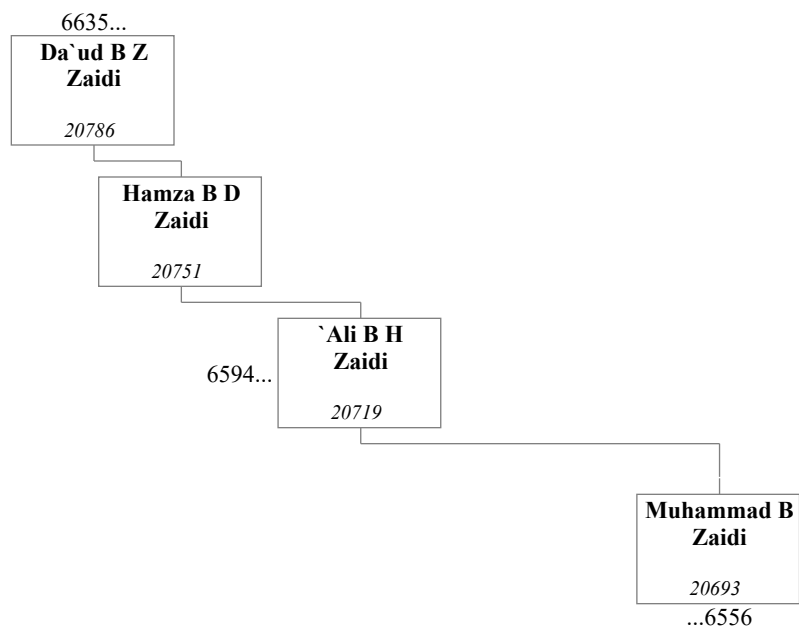 6635...
Da`ud B Z
Zaidi
20786
Hamza B D
Zaidi
20751
`Ali B H
Zaidi
6594...
20719
Muhammad B
Zaidi
20693
...6556